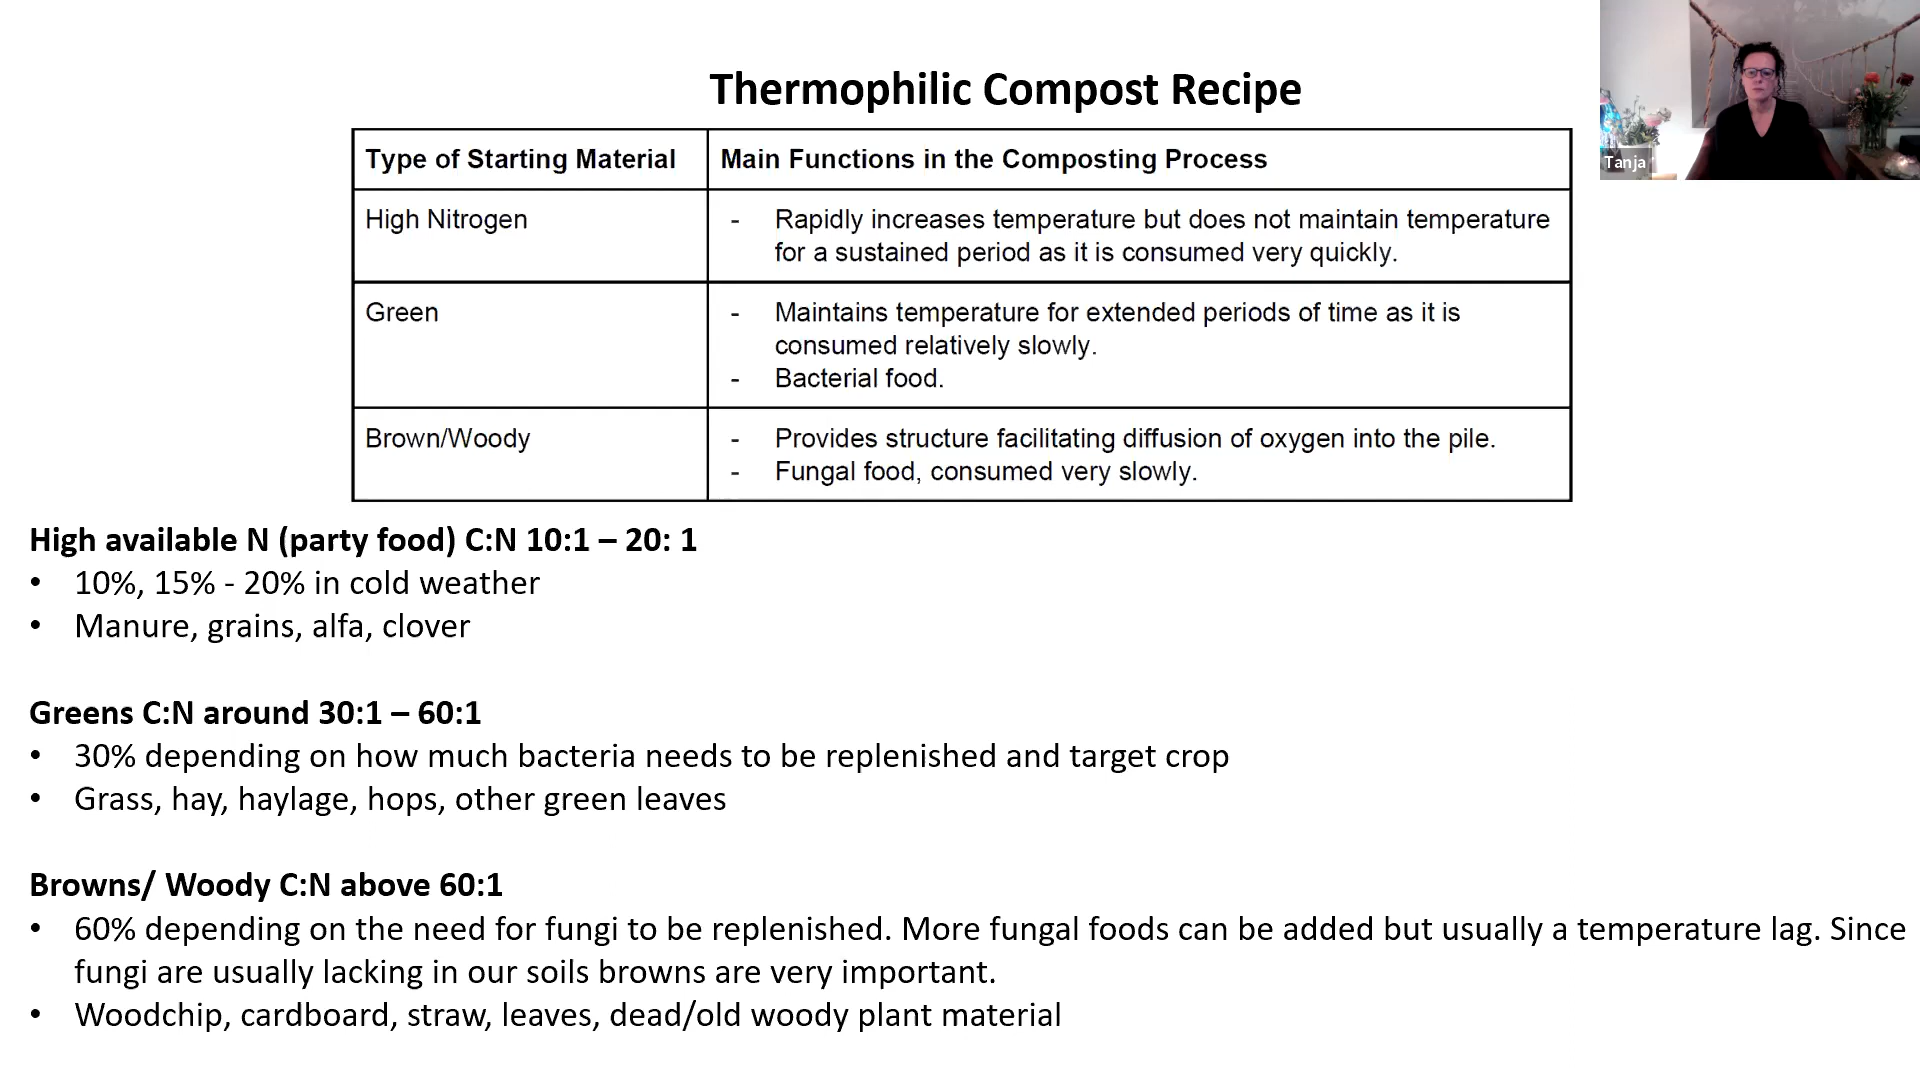 Thermophilic Compost Recipe
Tanja
Type of Starting Material
Main Functions in the Composting Process
High Nitrogen
- Rapidly increases temperature but does not maintain temperature
for a sustained period as it is consumed very quickly.
Green
- Maintains temperature for extended periods of time as it is
consumed relatively slowly.
- Bacterial food.
Brown/Woody
- Provides structure facilitating diffusion of oxygen into the pile.
- Fungal food, consumed very slowly.
High available N (party food) C:N 10:1 – 20: 1
• 10%, 15% - 20% in cold weather
• Manure, grains, alfa, clover
Greens C:N around 30:1 – 60:1
• 30% depending on how much bacteria needs to be replenished and target crop
• Grass, hay, haylage, hops, other green leaves
Browns/ Woody C:N above 60:1
• 60% depending on the need for fungi to be replenished. More fungal foods can be added but usually a temperature lag. Since
fungi are usually lacking in our soils browns are very important.
• Woodchip, cardboard, straw, leaves, dead/old woody plant material